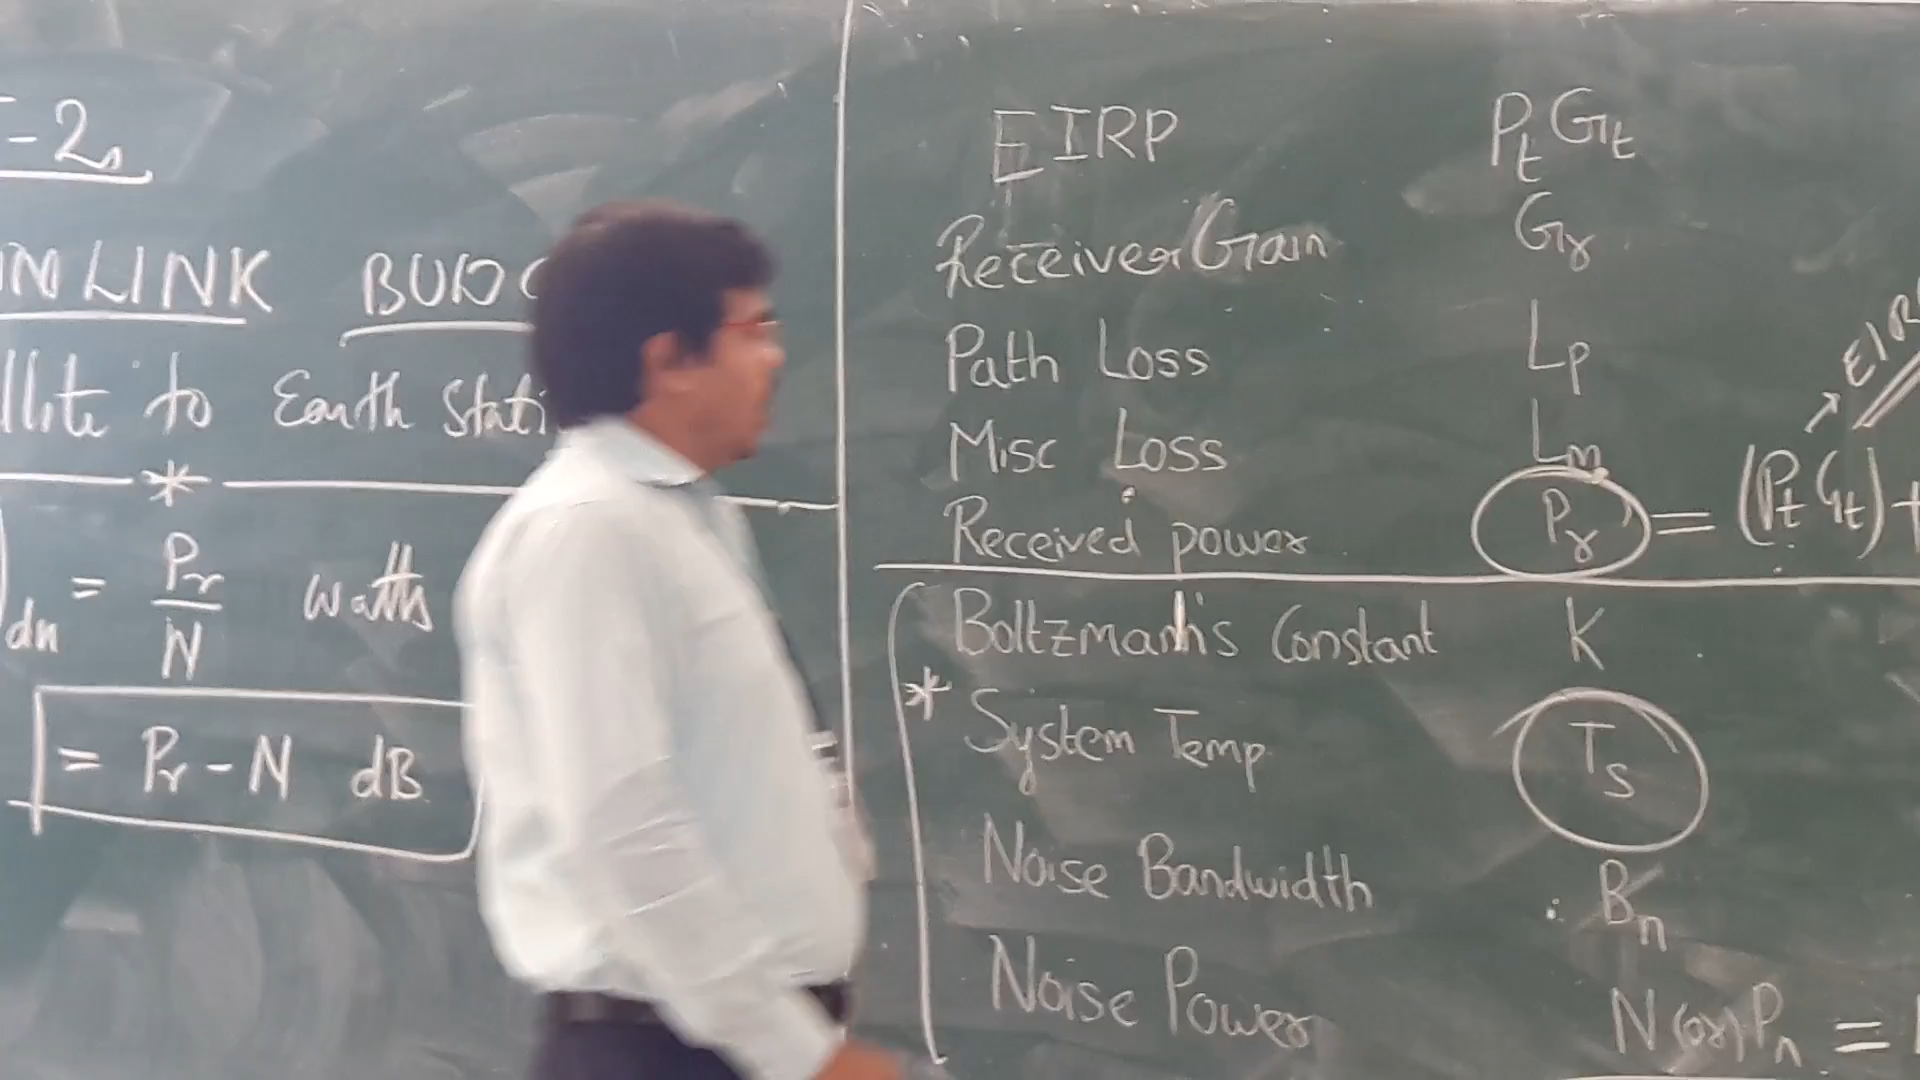 -2
NLINK BUD
llite to Earth Stati
*
dn = Pr/N watts
= Pr - N dB
EIRP PtGt
Receiver Gain Gr
Path Loss Lp
Misc Loss Lm
EIR
Received power Pr = (Pt Gt) +
Boltzmann's Constant K
* System Temp Ts
Noise Bandwidth Bn
Noise Power N (or) Pn =